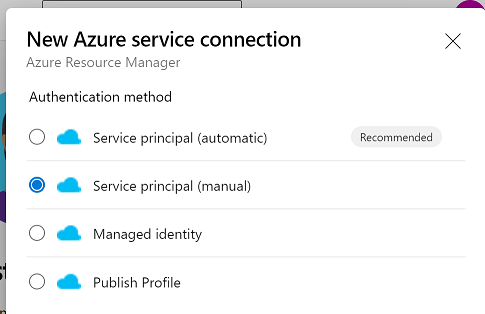 New Azure service connection
Azure Resource Manager
Authentication method
Service principal (automatic)
Recommended
Service principal (manual)
Managed identity
Publish Profile